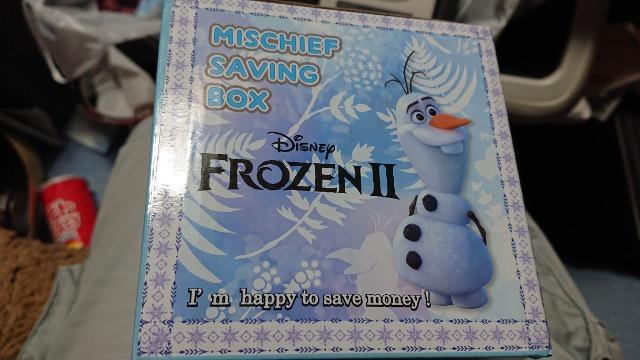 MISCHIEF
SAVING
BOX
Disney
FROZEN II
I' m happy to save money!